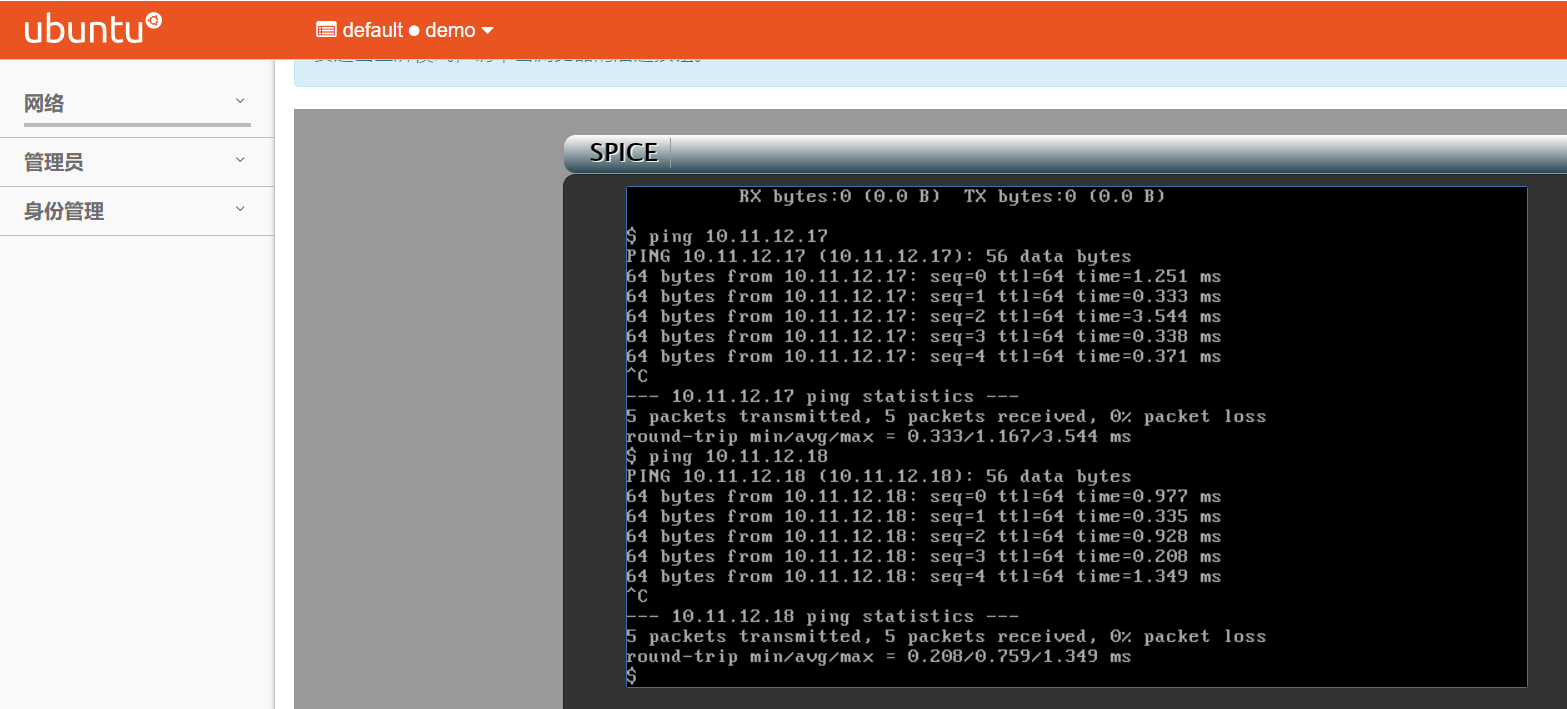 ubuntu
default ● demo
网络
管理员
身份管理
SPICE
RX bytes:0 (0.0 B)  TX bytes:0 (0.0 B)
$ ping 10.11.12.17
PING 10.11.12.17 (10.11.12.17): 56 data bytes
64 bytes from 10.11.12.17: seq=0 ttl=64 time=1.251 ms
64 bytes from 10.11.12.17: seq=1 ttl=64 time=0.333 ms
64 bytes from 10.11.12.17: seq=2 ttl=64 time=3.544 ms
64 bytes from 10.11.12.17: seq=3 ttl=64 time=0.338 ms
64 bytes from 10.11.12.17: seq=4 ttl=64 time=0.371 ms
^C
--- 10.11.12.17 ping statistics ---
5 packets transmitted, 5 packets received, 0% packet loss
round-trip min/avg/max = 0.333/1.167/3.544 ms
$ ping 10.11.12.18
PING 10.11.12.18 (10.11.12.18): 56 data bytes
64 bytes from 10.11.12.18: seq=0 ttl=64 time=0.977 ms
64 bytes from 10.11.12.18: seq=1 ttl=64 time=0.335 ms
64 bytes from 10.11.12.18: seq=2 ttl=64 time=0.928 ms
64 bytes from 10.11.12.18: seq=3 ttl=64 time=0.208 ms
64 bytes from 10.11.12.18: seq=4 ttl=64 time=1.349 ms
^C
--- 10.11.12.18 ping statistics ---
5 packets transmitted, 5 packets received, 0% packet loss
round-trip min/avg/max = 0.208/0.759/1.349 ms
$